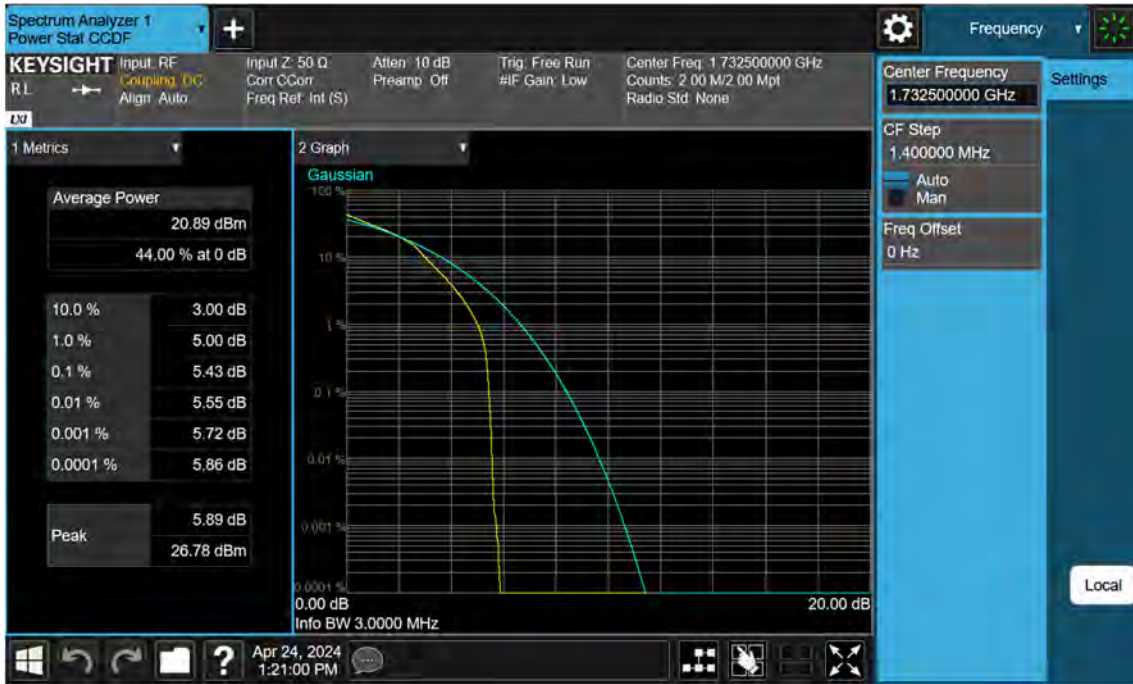 Spectrum Analyzer 1
Power Stat CCDF
Frequency
KEYSIGHT
R L
LXI
Input: RF
Coupling: DC
Align: Auto
Input Z: 50 Ω
Corr CCorr
Freq Ref: Int (S)
Atten: 10 dB
Preamp: Off
Trig: Free Run
#IF Gain: Low
Center Freq: 1.732500000 GHz
Counts: 2.00 M/2.00 Mpt
Radio Std: None
Center Frequency
1.732500000 GHz
Settings
CF Step
1.400000 MHz
Auto
Man
Freq Offset
0 Hz
1 Metrics
Average Power
20.89 dBm
44.00 % at 0 dB
10.0 % 3.00 dB
1.0 % 5.00 dB
0.1 % 5.43 dB
0.01 % 5.55 dB
0.001 % 5.72 dB
0.0001 % 5.86 dB
Peak
5.89 dB
26.78 dBm
2 Graph
Gaussian
100 %
10 %
1 %
0.1 %
0.01 %
0.001 %
0.0001 %
0.00 dB
20.00 dB
Info BW 3.0000 MHz
Local
Apr 24, 2024
1:21:00 PM